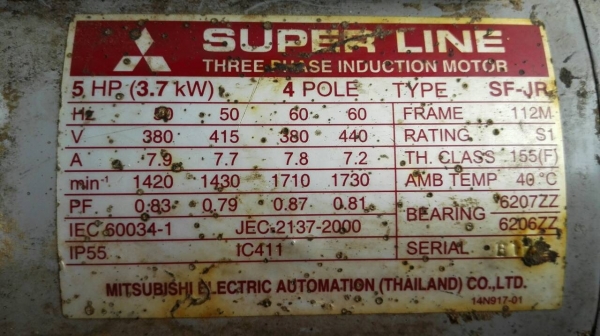 SUPER LINE
THREE PHASE INDUCTION MOTOR
5 HP (3.7 kW) 4 POLE TYPE SF-JR
Hz 50 50 60 60 FRAME 112M
V 380 415 380 440 RATING S1
A 7.9 7.7 7.8 7.2 TH. CLASS 155(F)
min⁻¹ 1420 1430 1710 1730 AMB TEMP 40 °C
PF 0.83 0.79 0.87 0.81 BEARING 6207ZZ
6206ZZ
IEC 60034-1 JEC 2137-2000
IP55 IC411 SERIAL
MITSUBISHI ELECTRIC AUTOMATION (THAILAND) CO.,LTD.
14N917-01